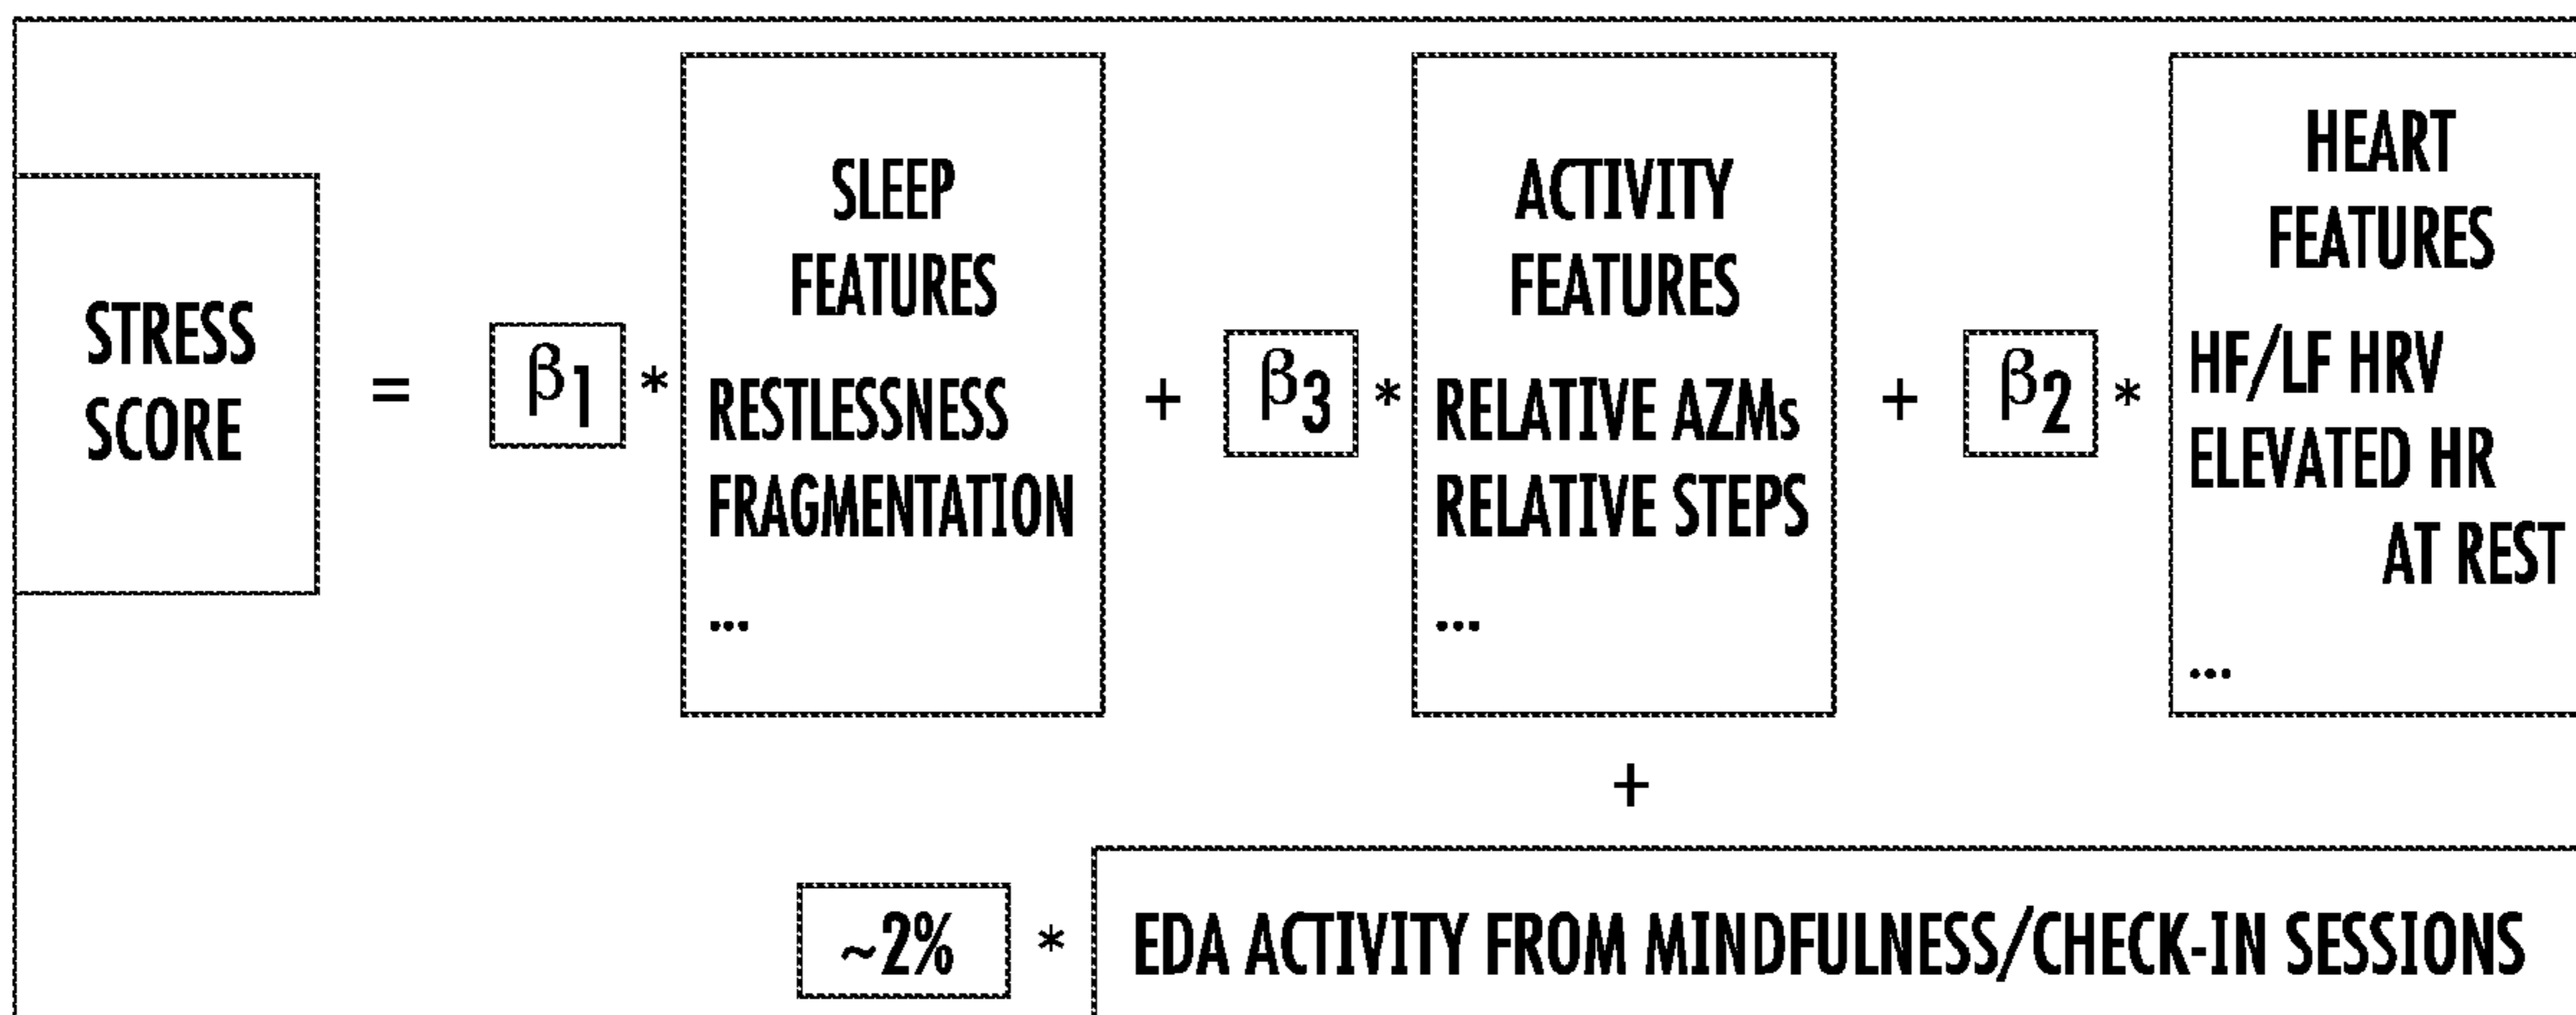 STRESS
SCORE
=
β1
*
SLEEP
FEATURES
RESTLESSNESS
FRAGMENTATION
...
+
β3
*
ACTIVITY
FEATURES
RELATIVE AZMs
RELATIVE STEPS
...
+
β2
*
HEART
FEATURES
HF/LF HRV
ELEVATED HR
AT REST
...
+
~2%
*
EDA ACTIVITY FROM MINDFULNESS/CHECK-IN SESSIONS